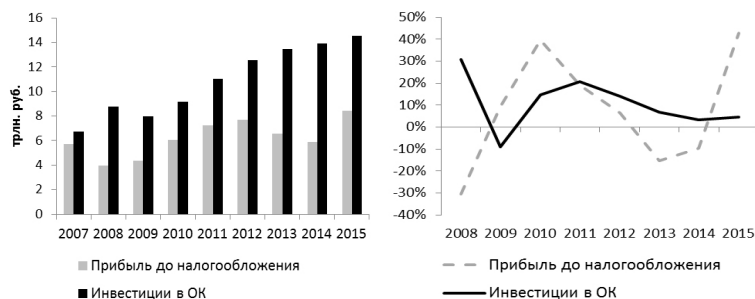 трлн. руб.
16
14
12
10
8
6
4
2
0
2007 2008 2009 2010 2011 2012 2013 2014 2015
Прибыль до налогообложения
Инвестиции в ОК
50%
40%
30%
20%
10%
0%
-10%
-20%
-30%
-40%
2008 2009 2010 2011 2012 2013 2014 2015
Прибыль до налогообложения
Инвестиции в ОК